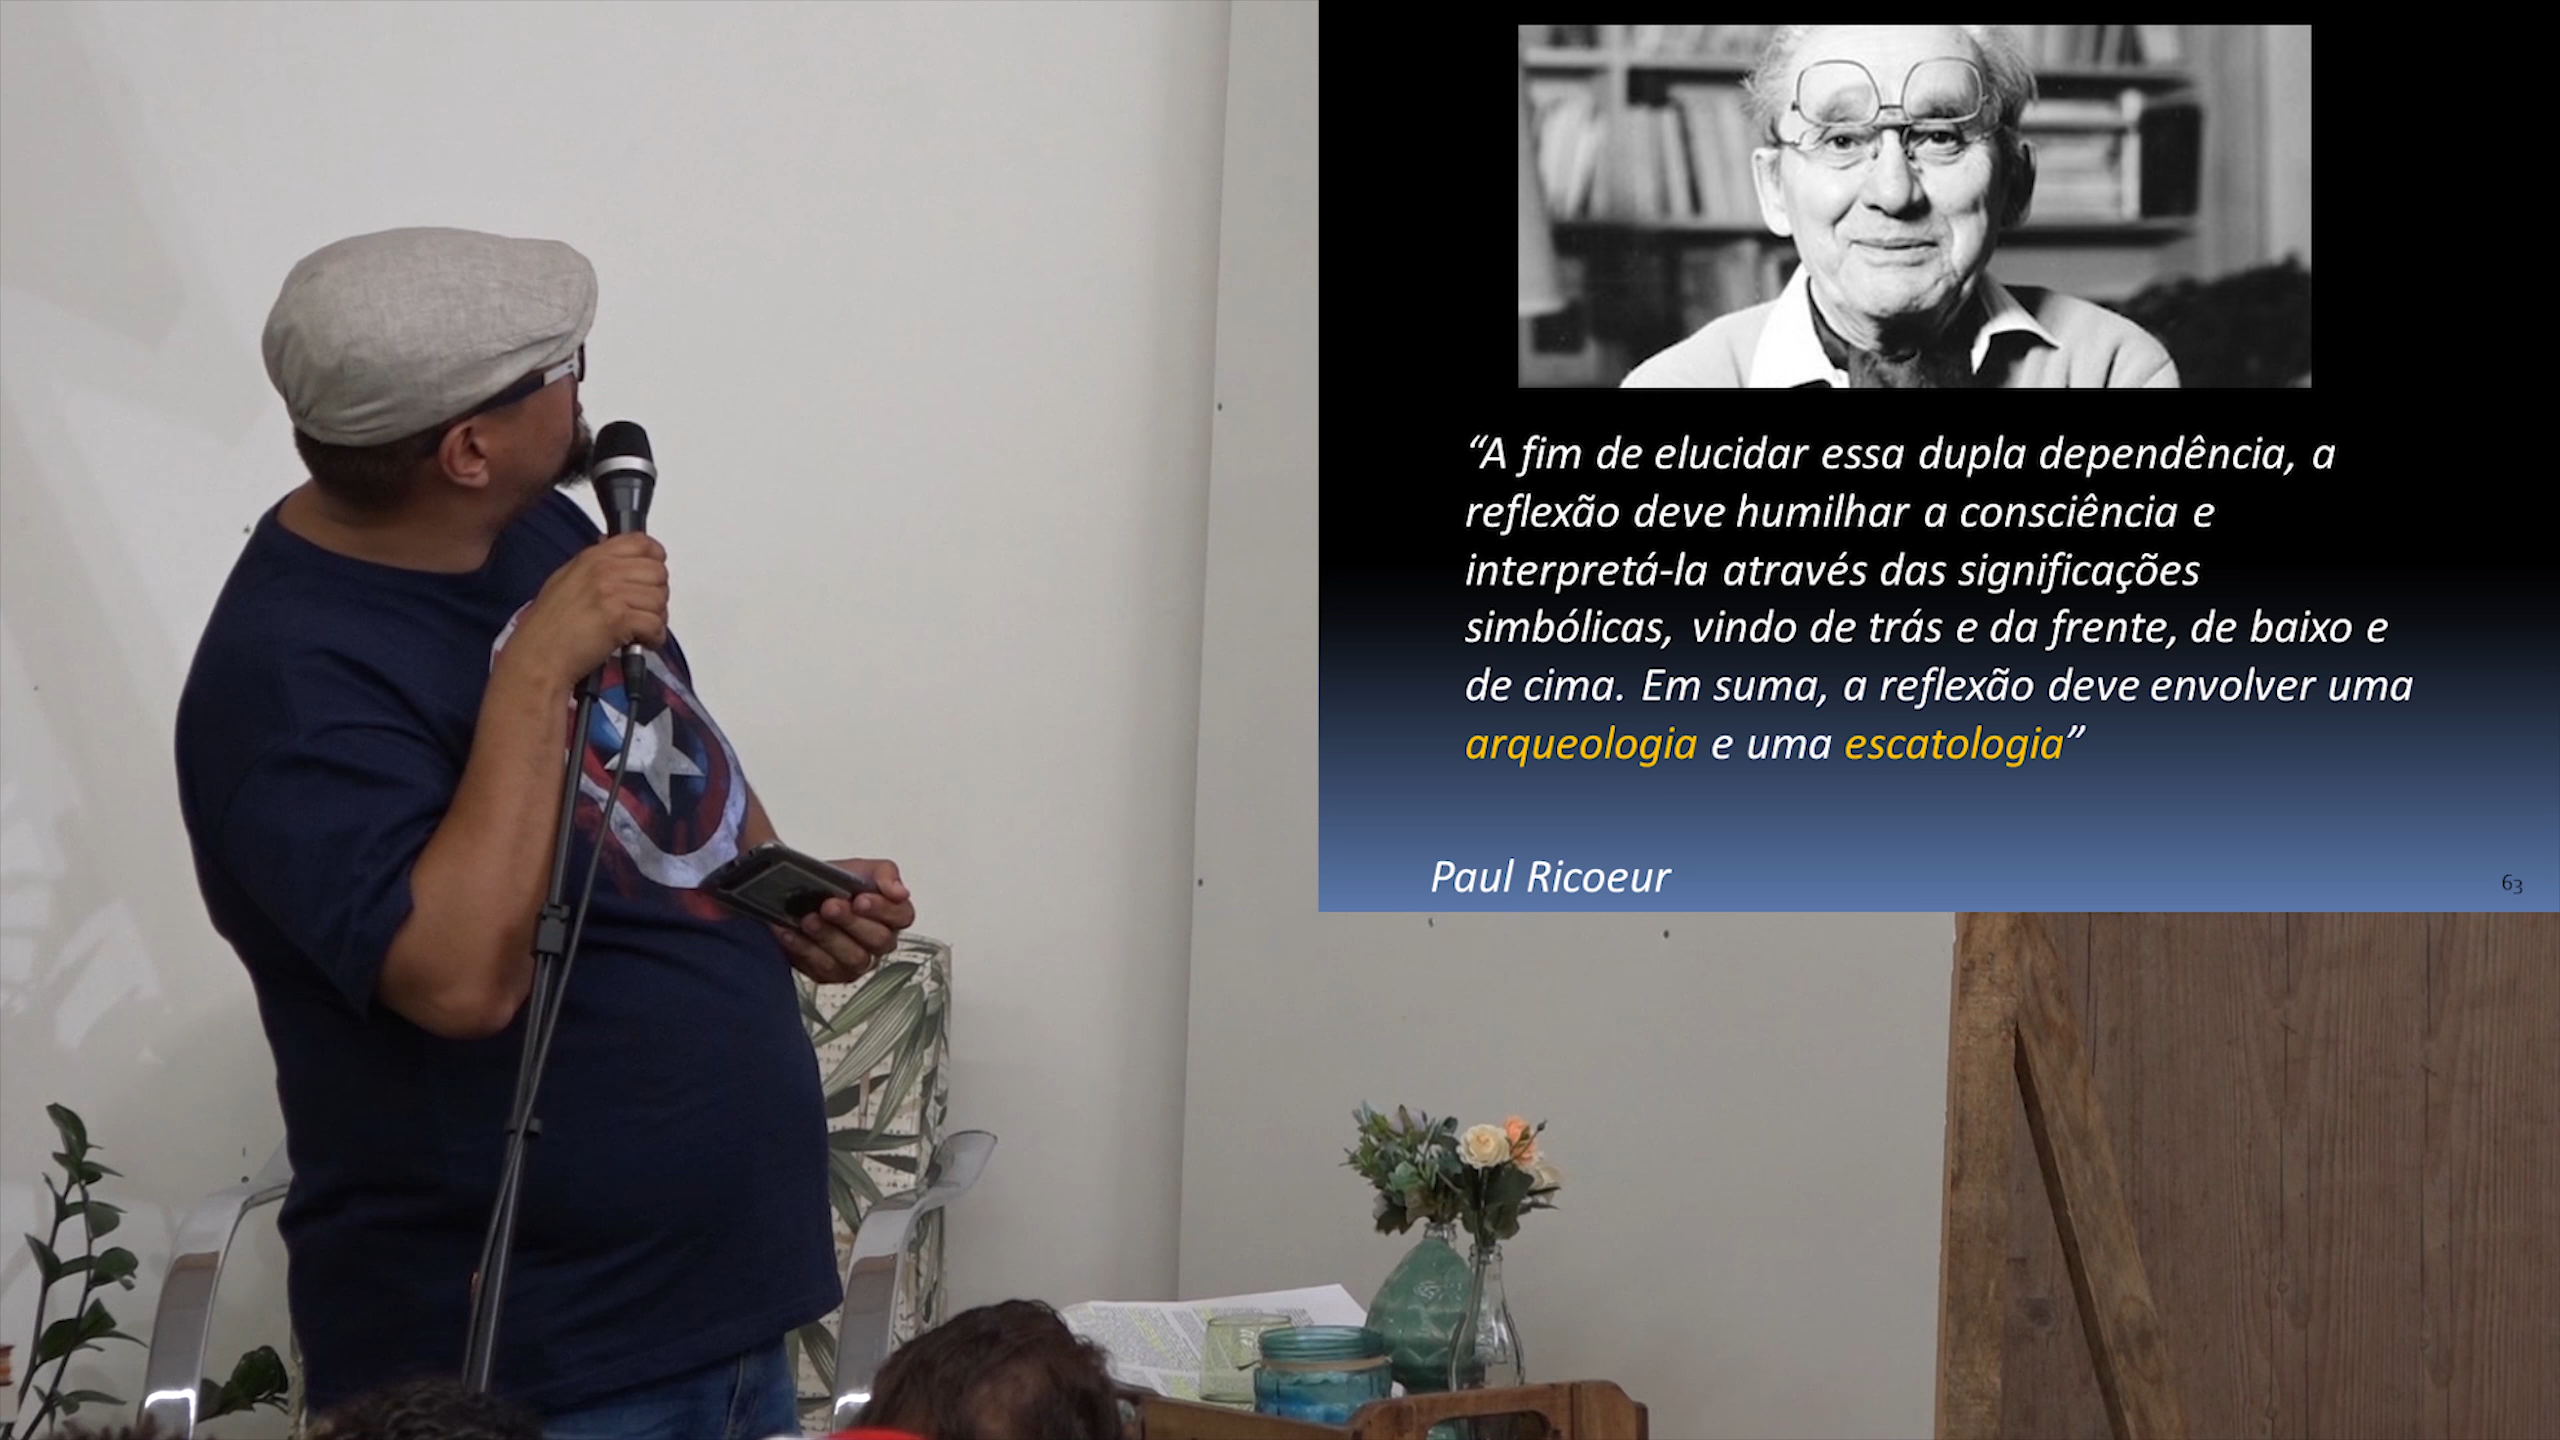 “A fim de elucidar essa dupla dependência, a
reflexão deve humilhar a consciência e
interpretá-la através das significações
simbólicas, vindo de trás e da frente, de baixo e
de cima. Em suma, a reflexão deve envolver uma
arqueologia e uma escatologia”
Paul Ricoeur
63